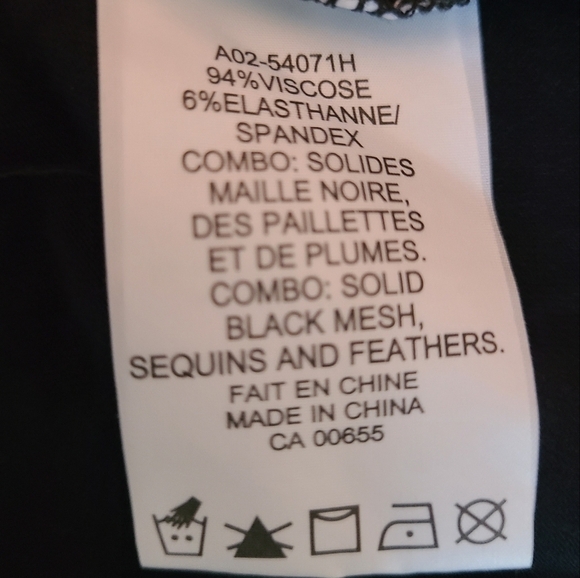 A02-54071H
94%VISCOSE
6%ELASTHANNE/
SPANDEX
COMBO: SOLIDES
MAILLE NOIRE,
DES PAILLETTES
ET DE PLUMES.
COMBO: SOLID
BLACK MESH,
SEQUINS AND FEATHERS.
FAIT EN CHINE
MADE IN CHINA
CA 00655